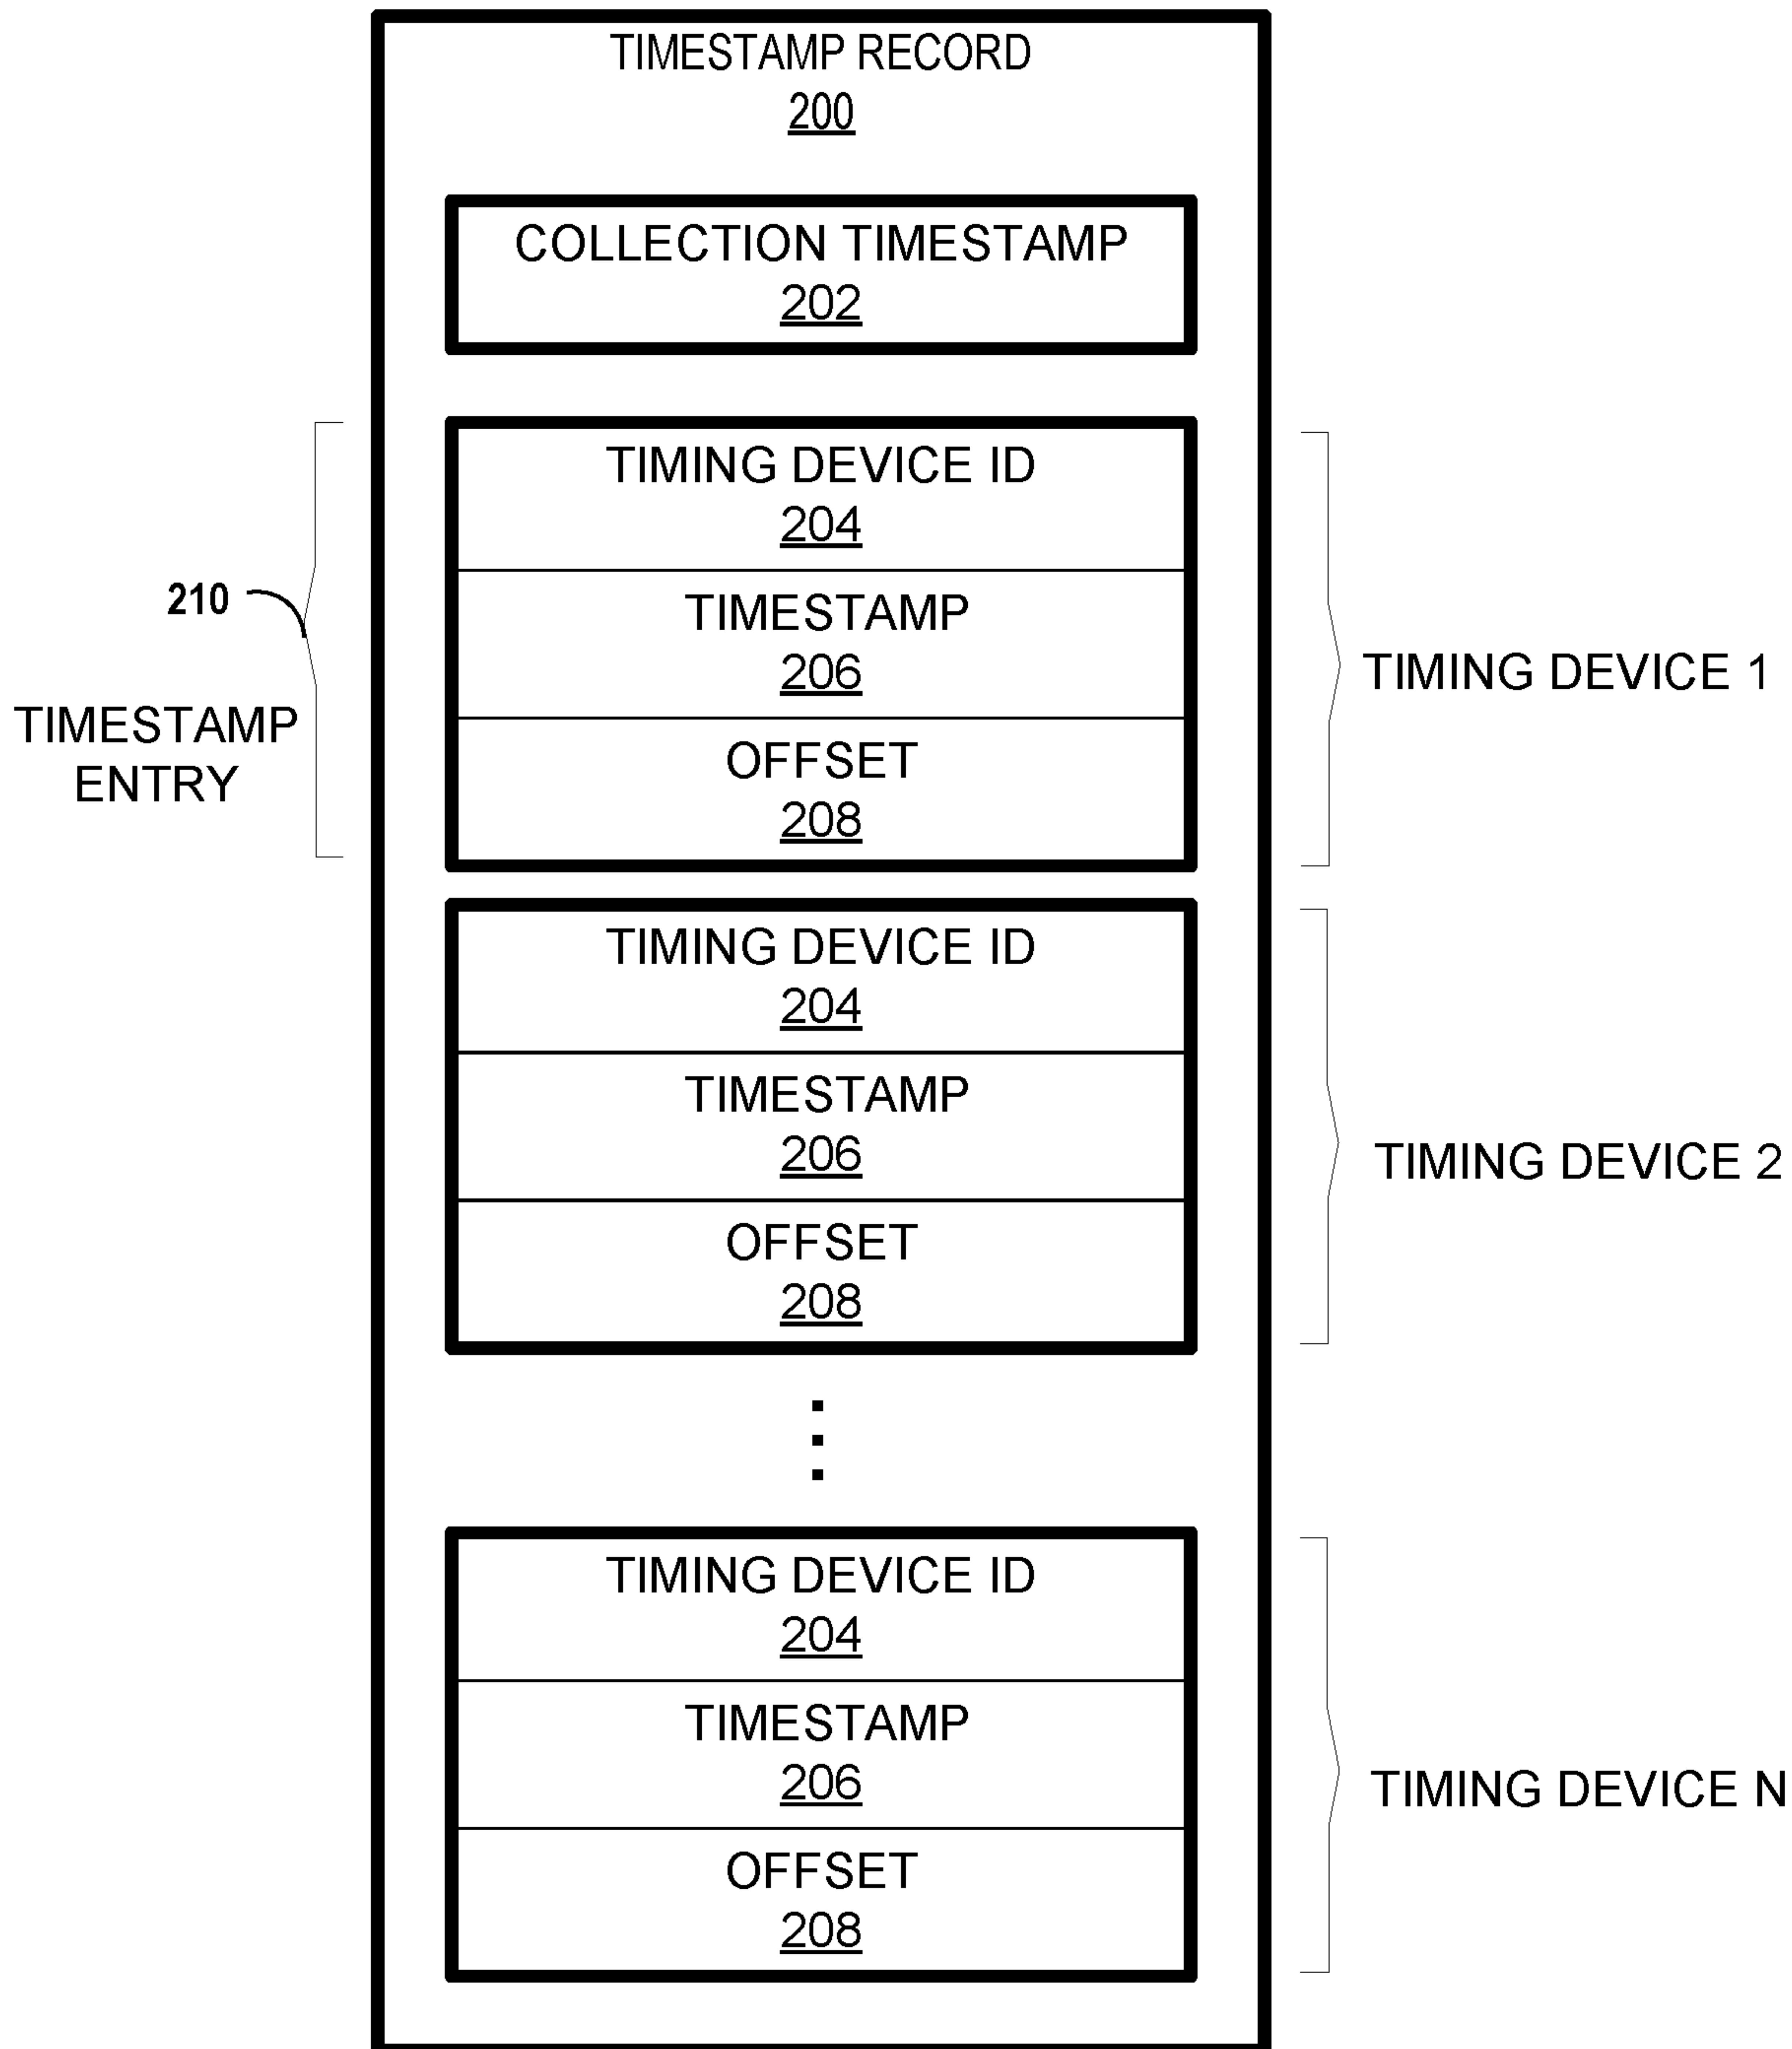 TIMESTAMP RECORD
200
COLLECTION TIMESTAMP
202
210
TIMESTAMP
ENTRY
TIMING DEVICE ID
204
TIMESTAMP
206
OFFSET
208
TIMING DEVICE 1
TIMING DEVICE ID
204
TIMESTAMP
206
OFFSET
208
TIMING DEVICE 2
TIMING DEVICE ID
204
TIMESTAMP
206
OFFSET
208
TIMING DEVICE N